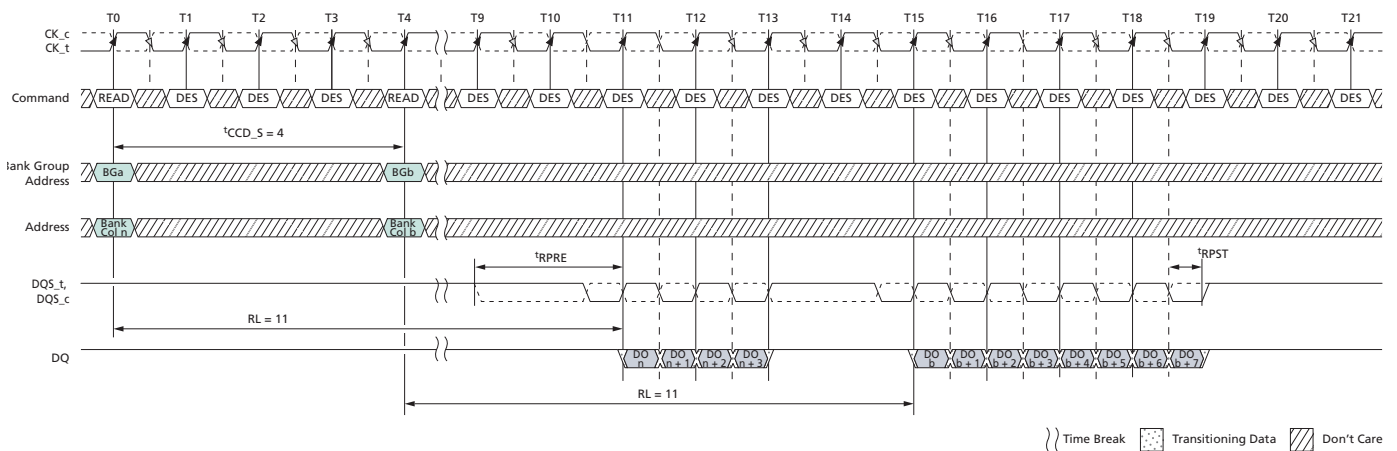 T0 T1 T2 T3 T4 T9 T10 T11 T12 T13 T14 T15 T16 T17 T18 T19 T20 T21
CK_c
CK_t
Command READ DES DES DES READ DES DES DES DES DES DES DES DES DES DES DES DES DES
tCCD_S = 4
Bank Group
Address
BGa BGb
Address
Bank
Col n
Bank
Col b
tRPRE tRPST
DQS_t,
DQS_c
RL = 11
DQ
DO
n
DO
n + 1
DO
n + 2
DO
n + 3
DO
b
DO
b + 1
DO
b + 2
DO
b + 3
DO
b + 4
DO
b + 5
DO
b + 6
DO
b + 7
RL = 11
Time Break Transitioning Data Don't Care